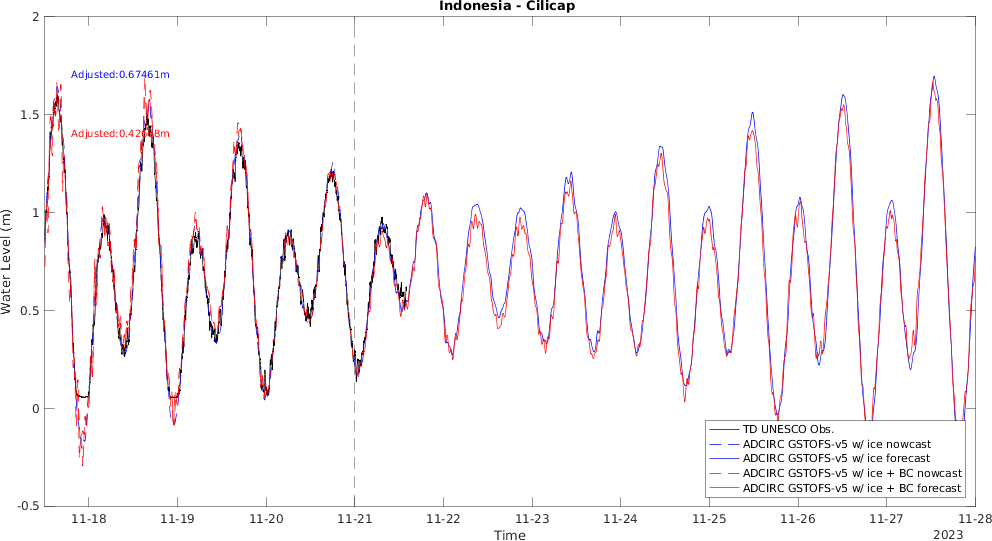 Indonesia - Cilicap
2
1.5
1
0.5
0
-0.5
Water Level (m)
Adjusted:0.67461m
TD UNESCO Obs.
ADCIRC GSTOFS-v5 w/ ice nowcast
ADCIRC GSTOFS-v5 w/ ice forecast
ADCIRC GSTOFS-v5 w/ ice + BC nowcast
ADCIRC GSTOFS-v5 w/ ice + BC forecast
11-18
11-19
11-20
11-21
11-22
11-23
11-24
11-25
11-26
11-27
11-28
Time
2023